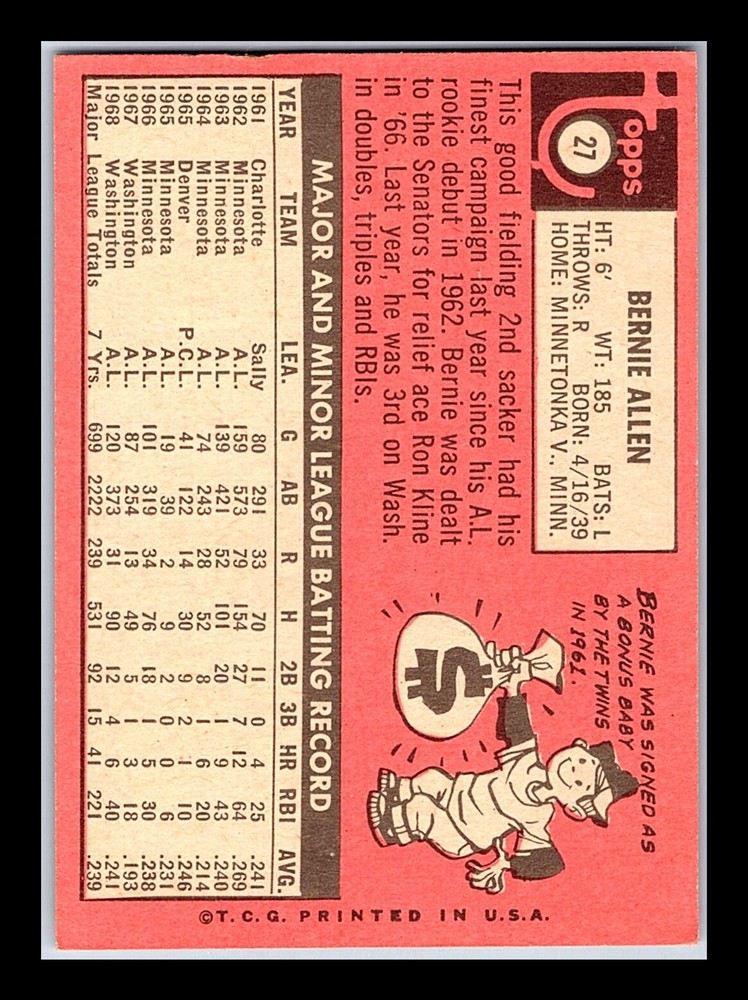 Topps
27
BERNIE ALLEN
HT: 6' WT: 185 BATS: L
THROWS: R BORN: 4/16/39
HOME: MINNETONKA V., MINN.
BERNIE WAS SIGNED AS
A BONUS BABY
BY THE TWINS
IN 1961.
$
This good fielding 2nd sacker had his
finest campaign last year since his A.L.
rookie debut in 1962. Bernie was dealt
to the Senators for relief ace Ron Kline
in '66. Last year, he was 3rd on Wash.
in doubles, triples and RBIs.
MAJOR AND MINOR LEAGUE BATTING RECORD
YEAR TEAM LEA. G AB R H 2B 3B HR RBI AVG.
1961 Charlotte Sally 80 291 33 70 11 0 4 25 .241
1962 Minnesota A.L. 159 573 79 154 27 7 12 64 .269
1963 Minnesota A.L. 139 421 52 101 20 1 9 43 .240
1964 Minnesota A.L. 74 243 28 52 8 1 6 20 .214
1965 Denver P.C.L. 41 122 14 30 9 2 1 10 .246
1965 Minnesota A.L. 19 39 2 9 2 0 0 6 .231
1966 Minnesota A.L. 101 319 34 76 18 1 5 30 .238
1967 Washington A.L. 87 254 13 49 5 1 3 18 .193
1968 Washington A.L. 120 373 31 90 12 4 6 40 .241
Major League Totals 7 Yrs. 699 2222 239 531 92 15 41 221 .239
©T.C.G. PRINTED IN U.S.A.